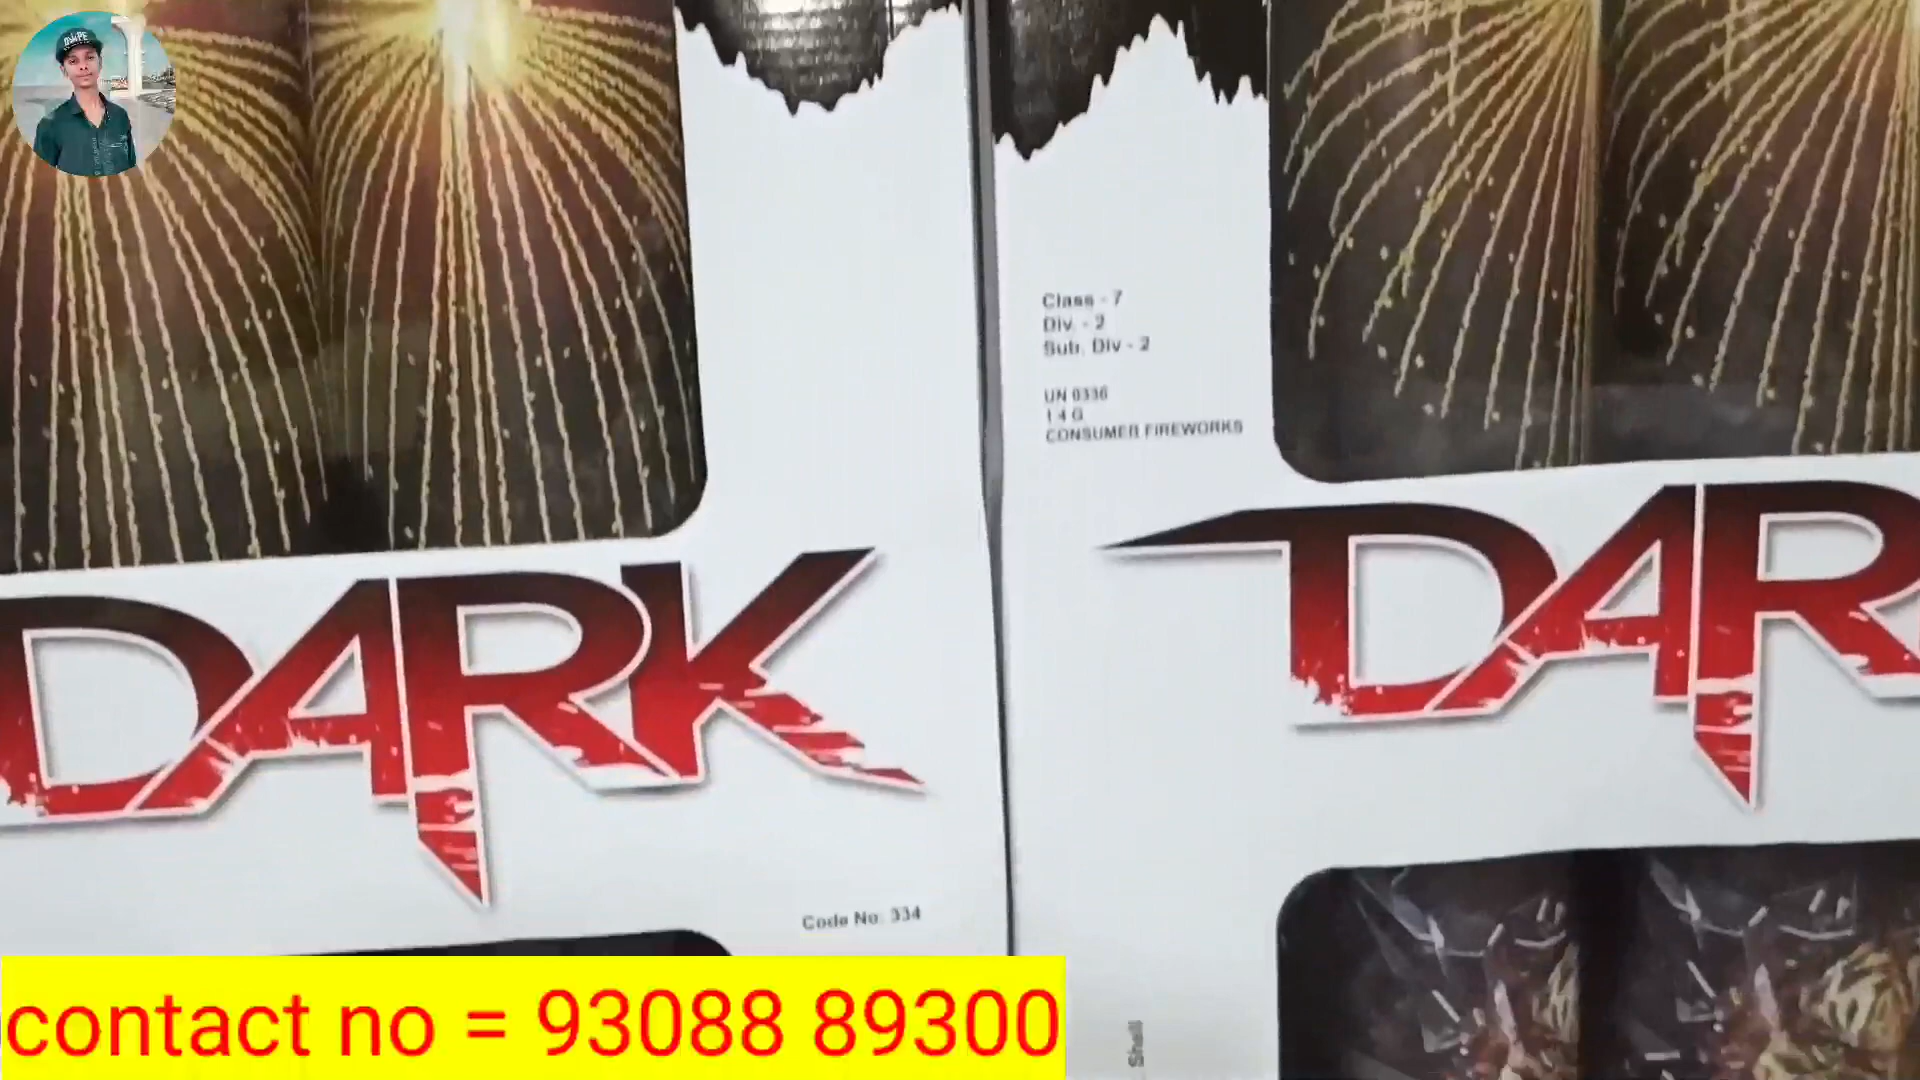 Class - 7
Div. - 2
Sub. Div - 2
UN 0336
1.4 G
CONSUMER FIREWORKS
DARK
DAR
Code No. 334
Shell
contact no = 93088 89300